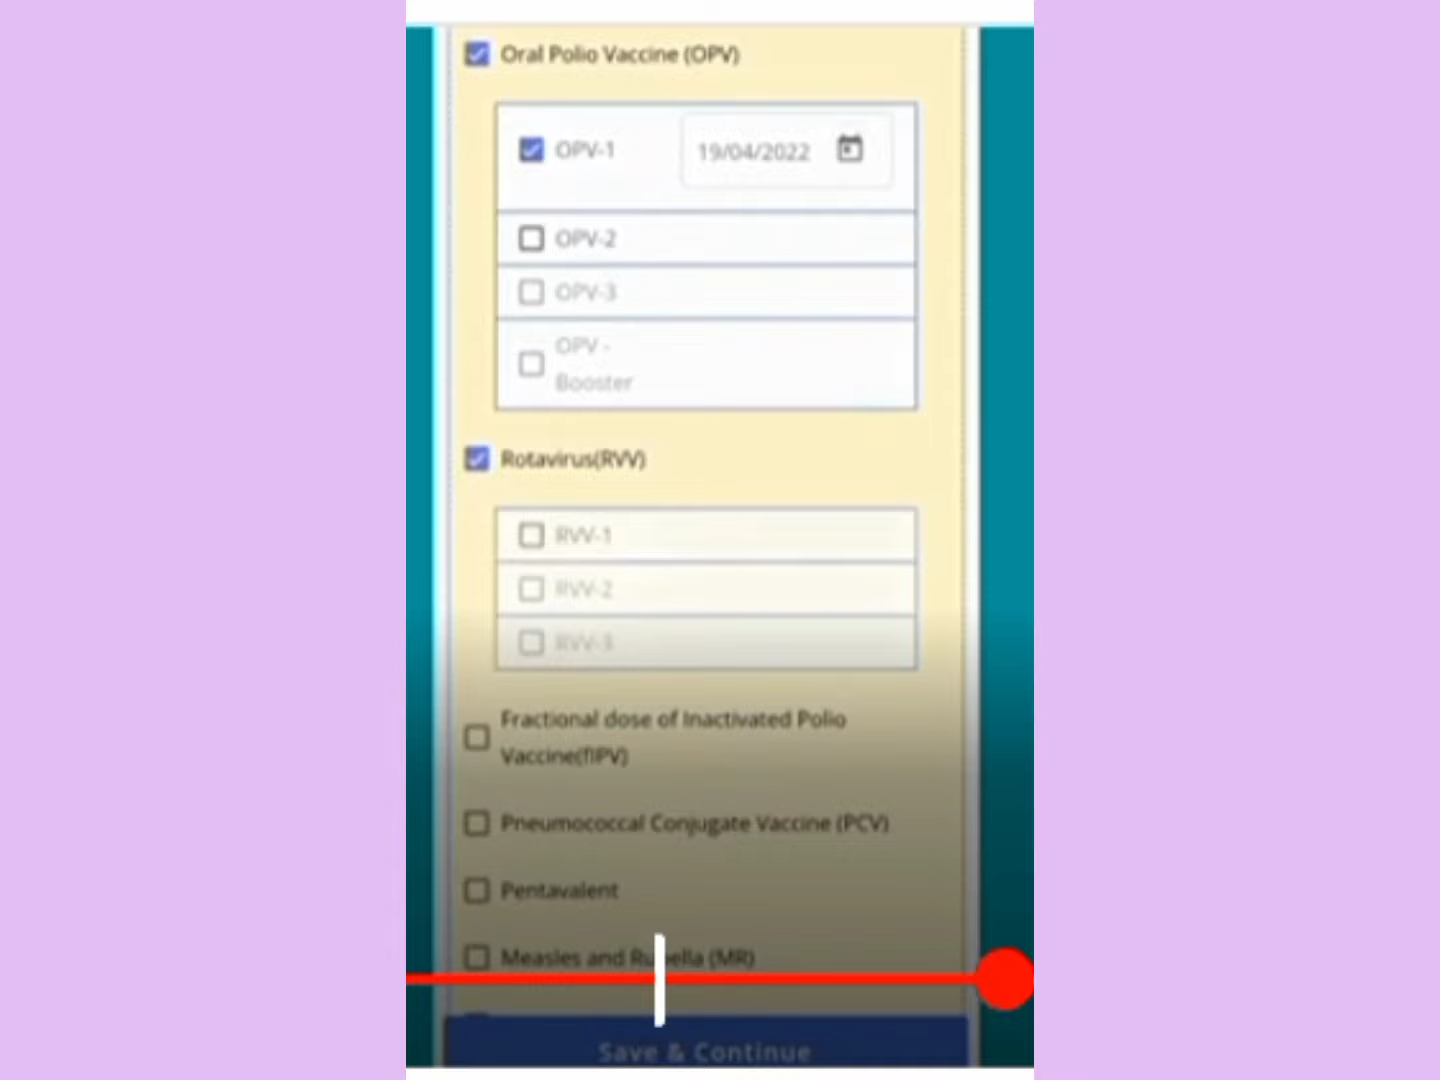 Oral Polio Vaccine (OPV)
OPV-1 19/04/2022
OPV-2
OPV-3
OPV -
Booster
Rotavirus(RVV)
RVV-1
RVV-2
RVV-3
Fractional dose of Inactivated Polio
Vaccine(fIPV)
Pneumococcal Conjugate Vaccine (PCV)
Pentavalent
Measles and Rubella (MR)
Save & Continue